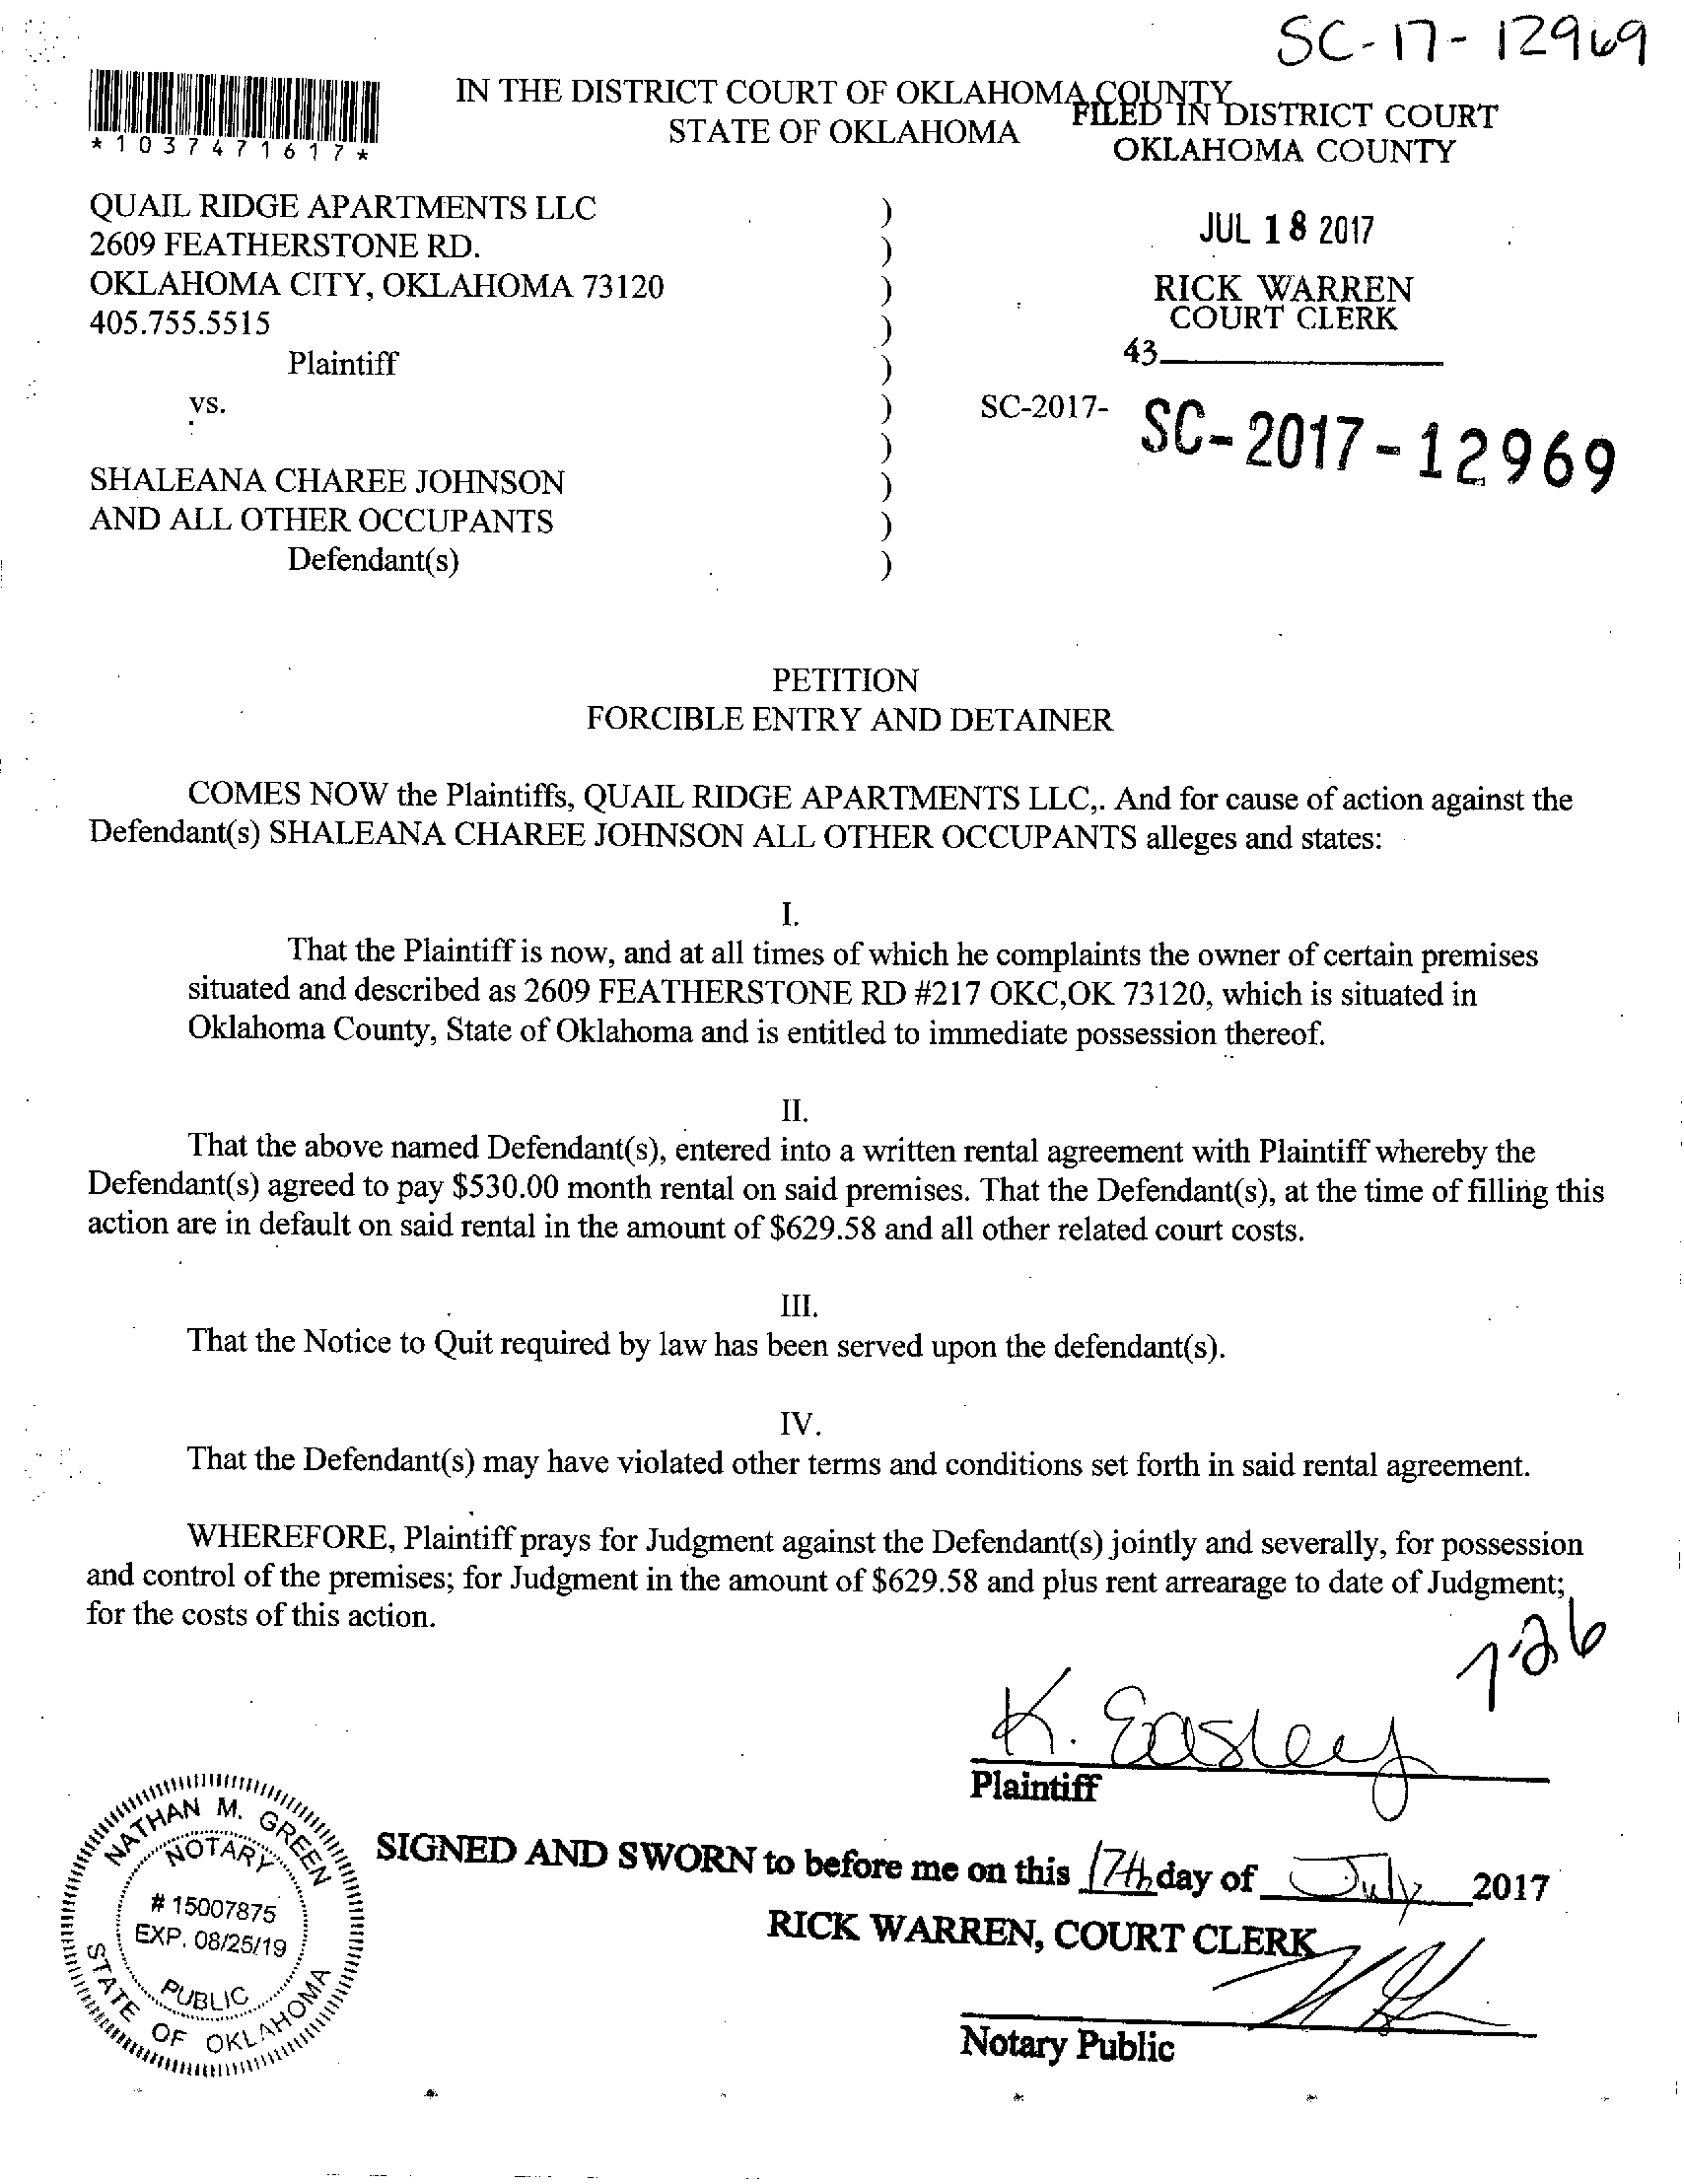 SC-17-12969
IN THE DISTRICT COURT OF OKLAHOMA COUNTY
STATE OF OKLAHOMA
FILED IN DISTRICT COURT
OKLAHOMA COUNTY
*1037471617*
JUL 18 2017
RICK WARREN
COURT CLERK
43
QUAIL RIDGE APARTMENTS LLC )
2609 FEATHERSTONE RD. )
OKLAHOMA CITY, OKLAHOMA 73120 )
405.755.5515 )
Plaintiff )
vs. ) SC-2017- SC-2017-12969
)
SHALEANA CHAREE JOHNSON )
AND ALL OTHER OCCUPANTS )
Defendant(s) )
PETITION
FORCIBLE ENTRY AND DETAINER
COMES NOW the Plaintiffs, QUAIL RIDGE APARTMENTS LLC,. And for cause of action against the
Defendant(s) SHALEANA CHAREE JOHNSON ALL OTHER OCCUPANTS alleges and states:
I.
That the Plaintiff is now, and at all times of which he complaints the owner of certain premises
situated and described as 2609 FEATHERSTONE RD #217 OKC,OK 73120, which is situated in
Oklahoma County, State of Oklahoma and is entitled to immediate possession thereof.
II.
That the above named Defendant(s), entered into a written rental agreement with Plaintiff whereby the
Defendant(s) agreed to pay $530.00 month rental on said premises. That the Defendant(s), at the time of filling this
action are in default on said rental in the amount of $629.58 and all other related court costs.
III.
That the Notice to Quit required by law has been served upon the defendant(s).
IV.
That the Defendant(s) may have violated other terms and conditions set forth in said rental agreement.
WHEREFORE, Plaintiff prays for Judgment against the Defendant(s) jointly and severally, for possession
and control of the premises; for Judgment in the amount of $629.58 and plus rent arrearage to date of Judgment;
for the costs of this action.
7-26
K. Easley
Plaintiff
SIGNED AND SWORN to before me on this 17th day of July 2017
RICK WARREN, COURT CLERK
Notary Public
NATHAN M. GREEN
NOTARY
# 15007875
EXP. 08/25/19
PUBLIC
STATE OF OKLAHOMA